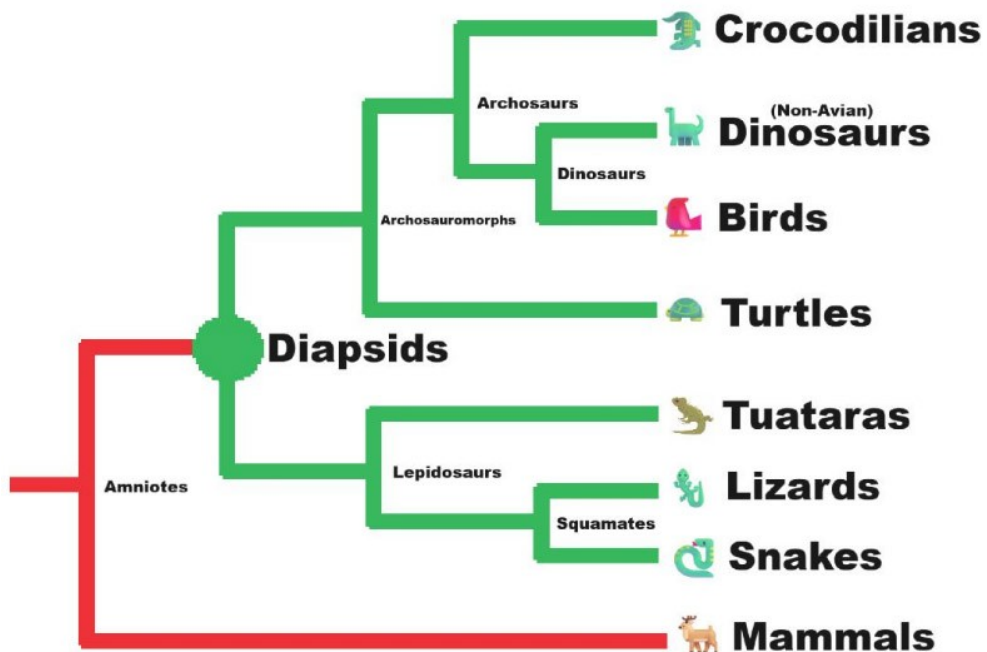 Crocodilians
Archosaurs
(Non-Avian)
Dinosaurs
Dinosaurs
Birds
Archosauromorphs
Turtles
Diapsids
Tuataras
Lepidosaurs
Lizards
Amniotes
Squamates
Snakes
Mammals